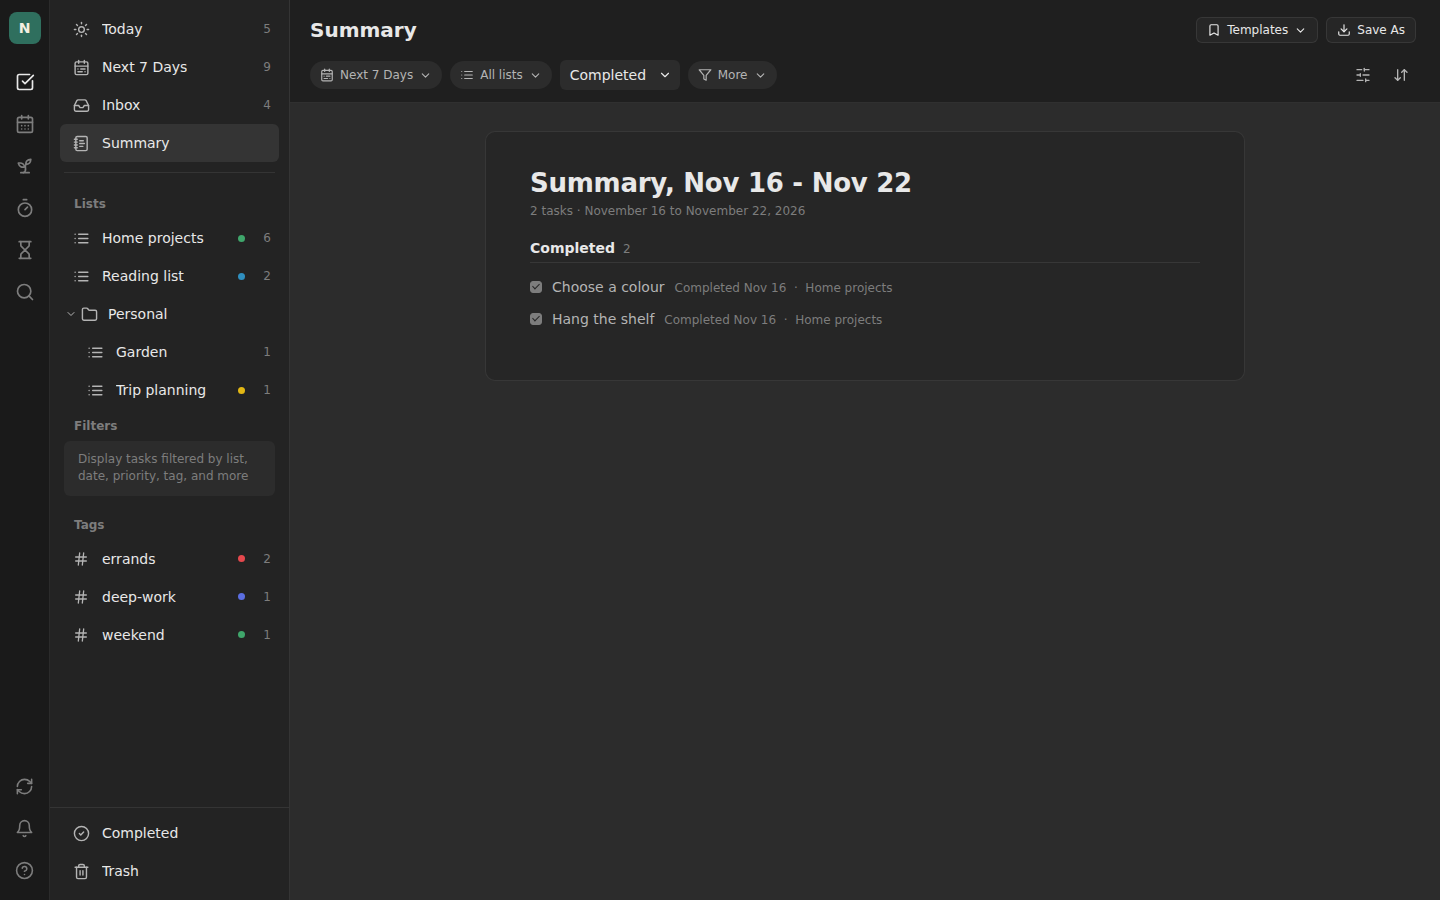 N
Today 5
Next 7 Days 9
Inbox 4
Summary
Lists
Home projects 6
Reading list 2
Personal
Garden 1
Trip planning 1
Filters
Display tasks filtered by list,
date, priority, tag, and more
Tags
errands 2
deep-work 1
weekend 1
Completed
Trash
Summary
Templates Save As
Next 7 Days All lists Completed More
Summary, Nov 16 - Nov 22
2 tasks · November 16 to November 22, 2026
Completed 2
Choose a colour Completed Nov 16 · Home projects
Hang the shelf Completed Nov 16 · Home projects